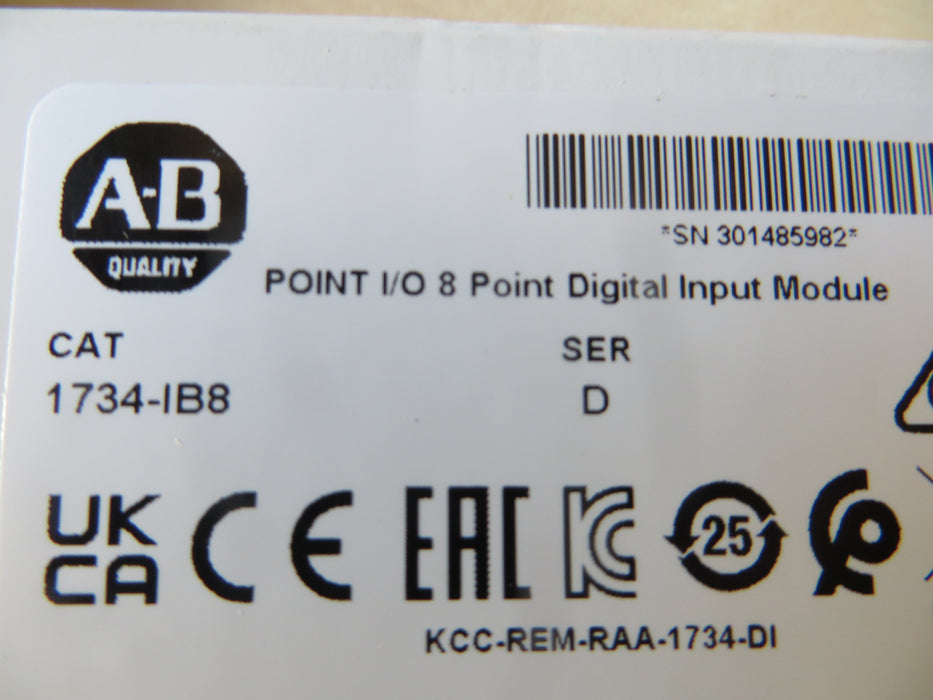 A-B
QUALITY
*SN 301485982*
POINT I/O 8 Point Digital Input Module
CAT
SER
1734-IB8
D
UK
CA
CE
EAC
KC
25
KCC-REM-RAA-1734-DI